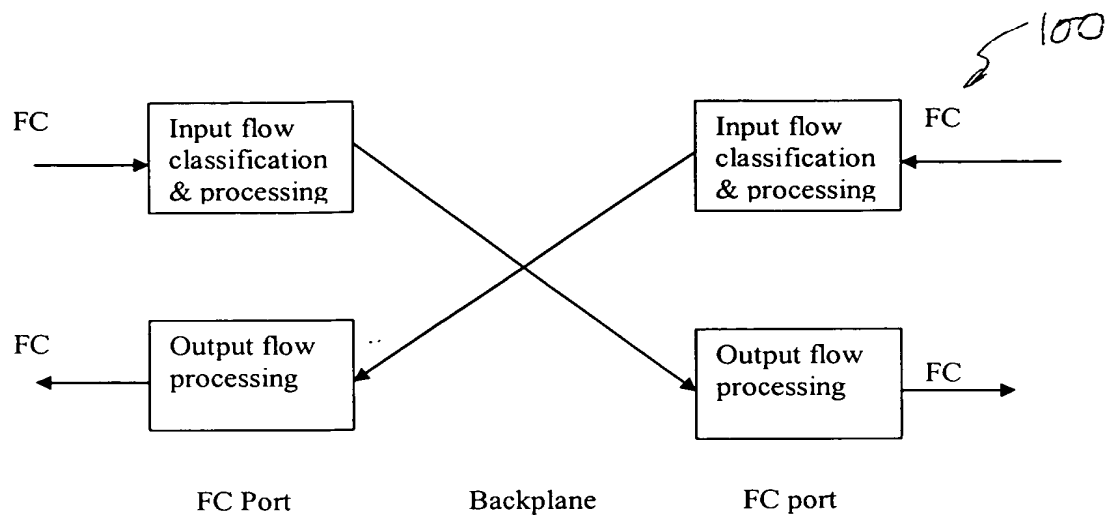 100
FC
Input flow
classification
& processing
Input flow
classification
& processing
FC
FC
Output flow
processing
Output flow
processing
FC
FC Port
Backplane
FC port